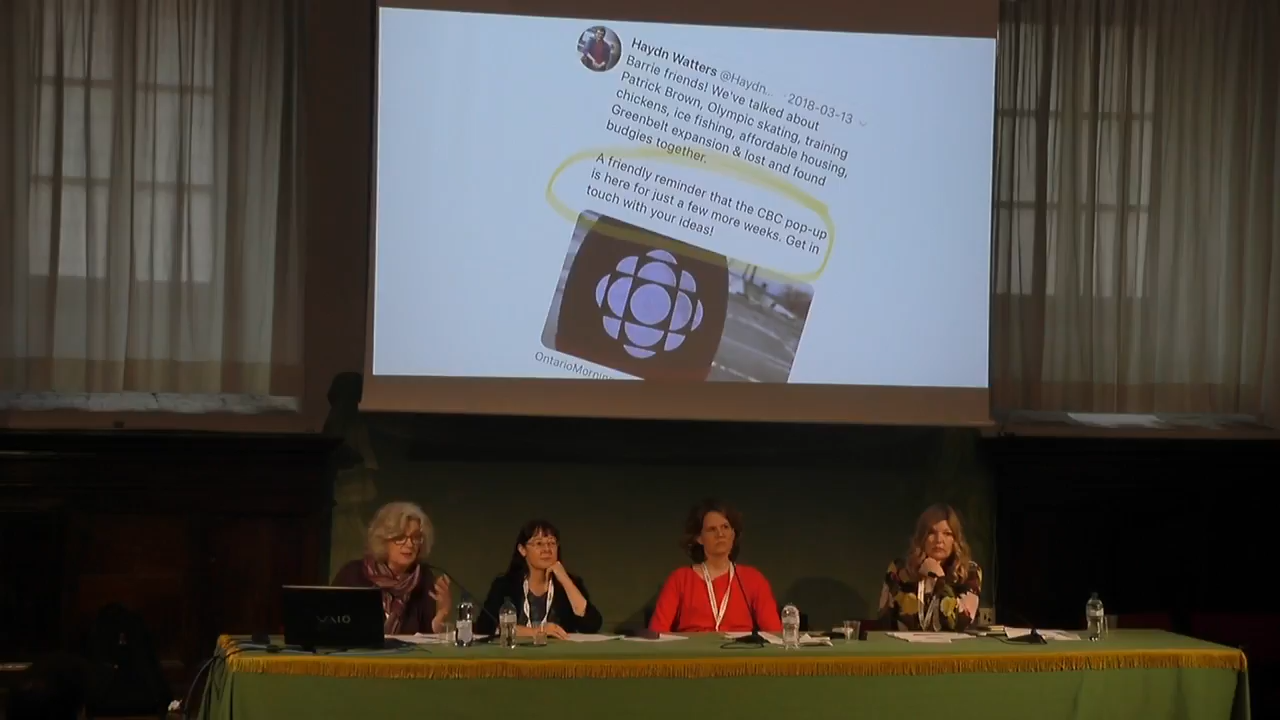 Haydn Watters @Haydn... · 2018-03-13
Barrie friends! We've talked about
Patrick Brown, Olympic skating, training
chickens, ice fishing, affordable housing,
Greenbelt expansion & lost and found
budgies together.
A friendly reminder that the CBC pop-up
is here for just a few more weeks. Get in
touch with your ideas!
VAIO